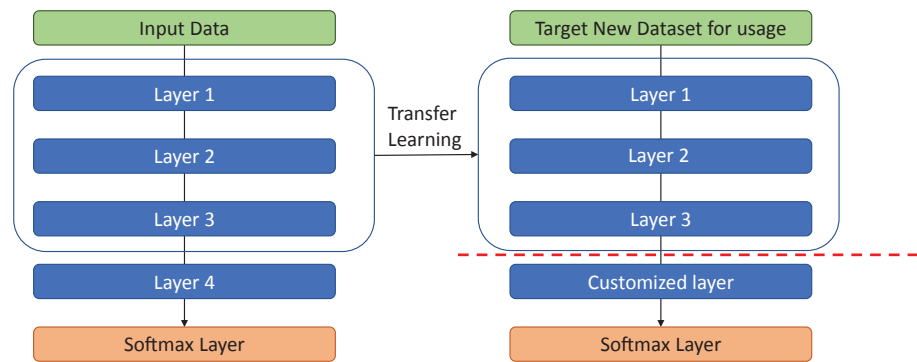 Input Data
Layer 1
Layer 2
Layer 3
Layer 4
Softmax Layer
Transfer
Learning
Target New Dataset for usage
Layer 1
Layer 2
Layer 3
Customized layer
Softmax Layer